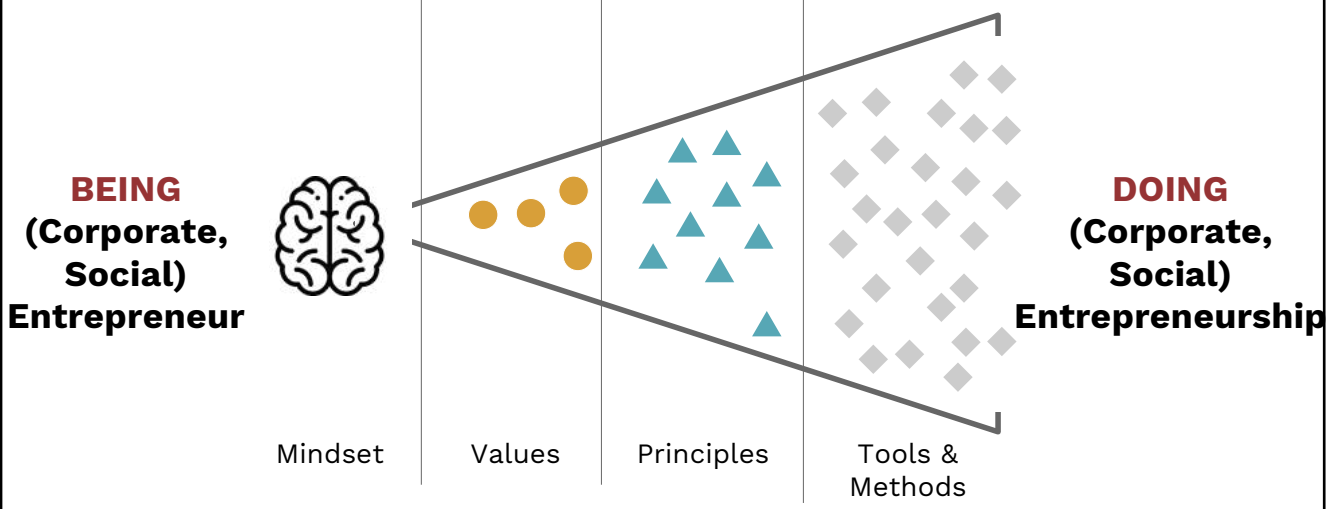 BEING
(Corporate,
Social)
Entrepreneur
DOING
(Corporate,
Social)
Entrepreneurship
Mindset
Values
Principles
Tools &
Methods